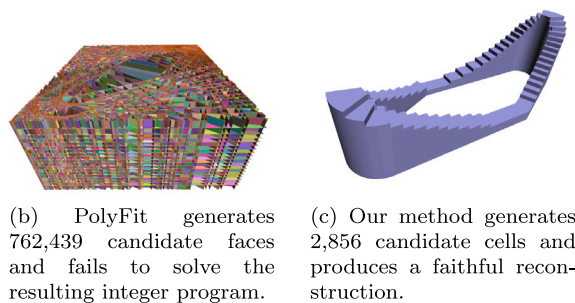 (b) PolyFit generates
762,439 candidate faces
and fails to solve the
resulting integer program.
(c) Our method generates
2,856 candidate cells and
produces a faithful recon-
struction.